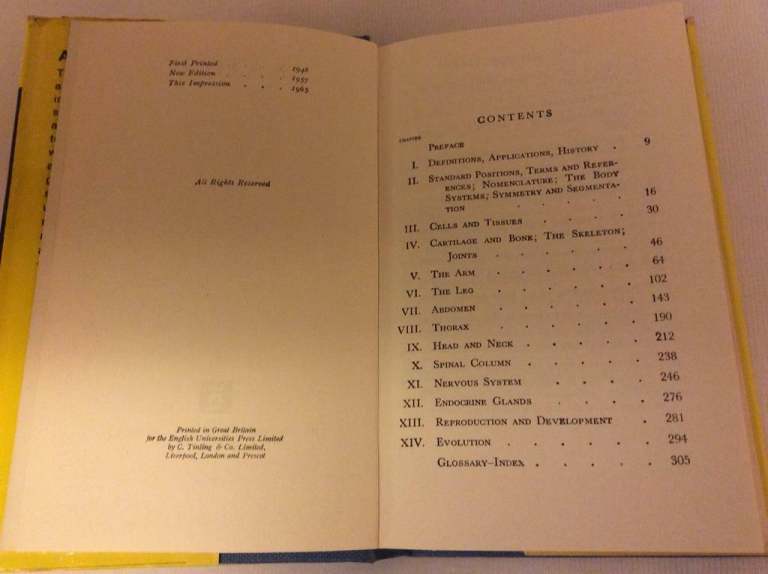 First Printed . . . 1942
New Edition . . . . 1957
This Impression . . . 1963
All Rights Reserved
Printed in Great Britain
for the English Universities Press Limited
by C. Tinling & Co. Limited,
Liverpool, London and Prescot
CONTENTS
CHAPTER
PREFACE
I. DEFINITIONS, APPLICATIONS, HISTORY . 9
II. STANDARD POSITIONS, TERMS AND REFER-
ENCES; NOMENCLATURE; THE BODY
SYSTEMS; SYMMETRY AND SEGMENTA-
TION . . . . 16
III. CELLS AND TISSUES . . . . 30
IV. CARTILAGE AND BONE; THE SKELETON;
JOINTS . . . . . . 46
V. THE ARM . . . . . 64
VI. THE LEG . . . . . 102
VII. ABDOMEN . . . . . 143
VIII. THORAX . . . . . 190
IX. HEAD AND NECK . . . . . 212
X. SPINAL COLUMN . . . . . 238
XI. NERVOUS SYSTEM . . . . 246
XII. ENDOCRINE GLANDS . . . . 276
XIII. REPRODUCTION AND DEVELOPMENT . 281
XIV. EVOLUTION . . . . . . 294
GLOSSARY-INDEX . . . . . 305